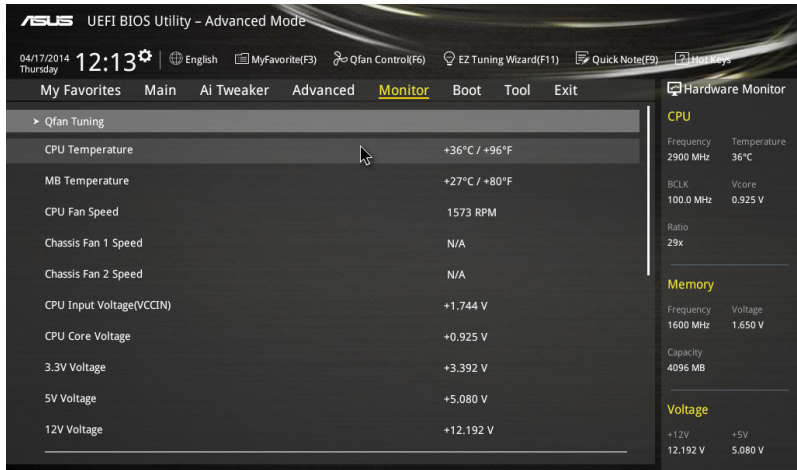 ASUS UEFI BIOS Utility – Advanced Mode
04/17/2014
Thursday
12:13 English MyFavorite(F3) Qfan Control(F6) EZ Tuning Wizard(F11) Quick Note(F9) ? Hot Keys
My Favorites Main Ai Tweaker Advanced Monitor Boot Tool Exit
> Qfan Tuning
CPU Temperature +36°C / +96°F
MB Temperature +27°C / +80°F
CPU Fan Speed 1573 RPM
Chassis Fan 1 Speed N/A
Chassis Fan 2 Speed N/A
CPU Input Voltage(VCCIN) +1.744 V
CPU Core Voltage +0.925 V
3.3V Voltage +3.392 V
5V Voltage +5.080 V
12V Voltage +12.192 V
Hardware Monitor
CPU
Frequency Temperature
2900 MHz 36°C
BCLK Vcore
100.0 MHz 0.925 V
Ratio
29x
Memory
Frequency Voltage
1600 MHz 1.650 V
Capacity
4096 MB
Voltage
+12V +5V
12.192 V 5.080 V